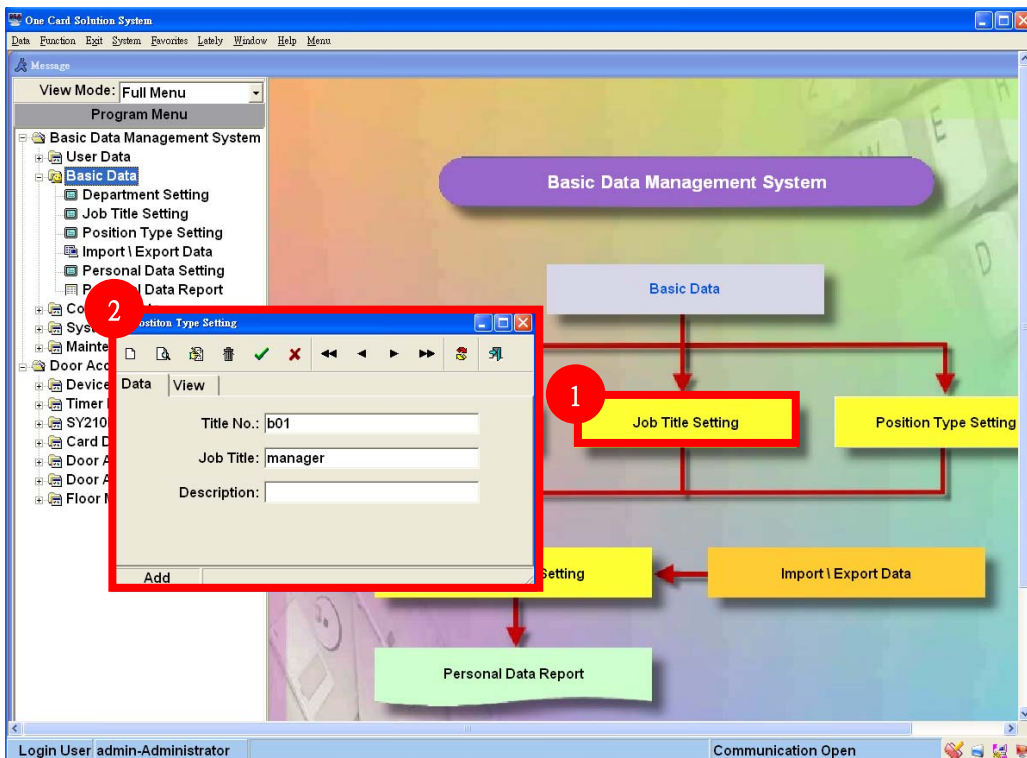 One Card Solution System
Data Function Exit System Favorites Lately Window Help Menu
Message
View Mode: Full Menu
Program Menu
Basic Data Management System
User Data
Basic Data
Department Setting
Job Title Setting
Position Type Setting
Import \ Export Data
Personal Data Setting
Data Report
Co
Sys
Mainte
Door Acc
Device
Timer
SY210
Card D
Door A
Door A
Floor M
2
Postiton Type Setting
Data View
Title No.: b01
Job Title: manager
Description:
Add
Basic Data Management System
Basic Data
1
Job Title Setting
Position Type Setting
Setting
Import \ Export Data
Personal Data Report
Login User admin-Administrator
Communication Open